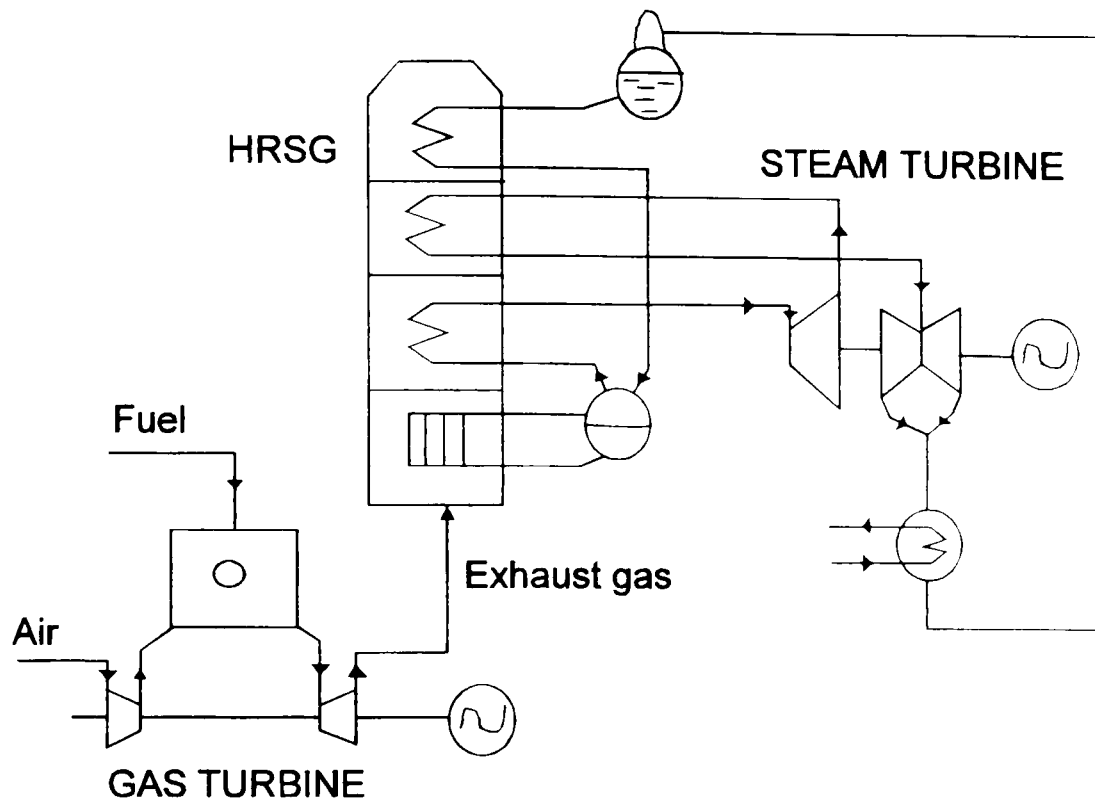 HRSG
STEAM TURBINE
Fuel
Exhaust gas
Air
GAS TURBINE